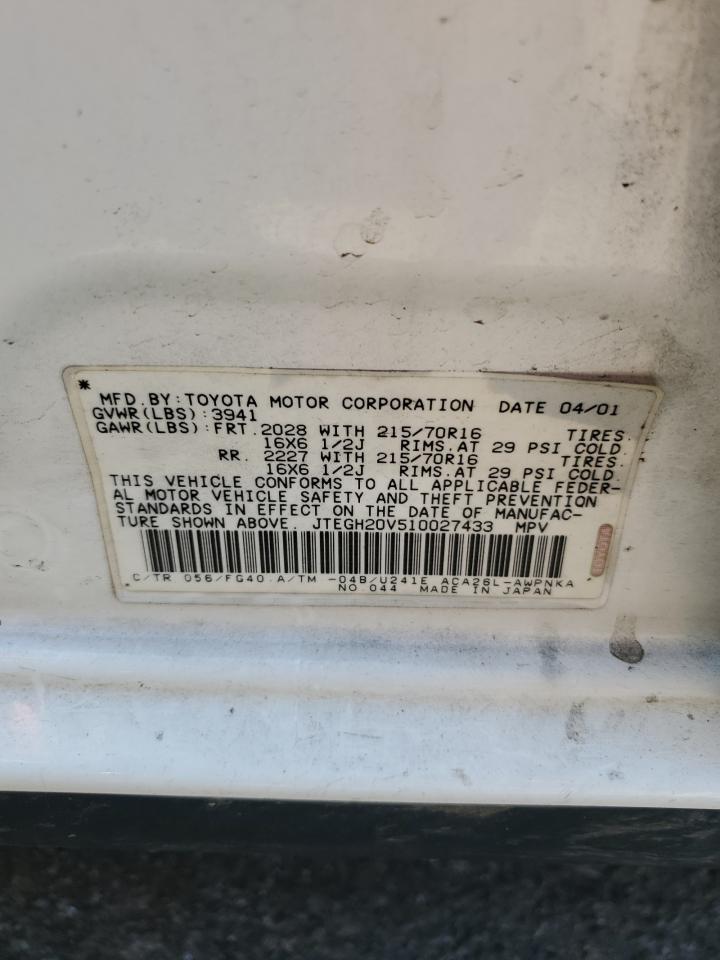 * MFD.BY:TOYOTA MOTOR CORPORATION DATE 04/01
GVWR(LBS):3941
GAWR(LBS):FRT.2028 WITH 215/70R16 TIRES.
16X6 1/2J RIMS.AT 29 PSI COLD.
RR. 2227 WITH 215/70R16 TIRES.
16X6 1/2J RIMS.AT 29 PSI COLD.
THIS VEHICLE CONFORMS TO ALL APPLICABLE FEDER-
AL MOTOR VEHICLE SAFETY AND THEFT PREVENTION
STANDARDS IN EFFECT ON THE DATE OF MANUFAC-
TURE SHOWN ABOVE. JTEGH20V510027433 MPV
C/TR 056/FG40.A/TM -04B/U241E ACA26L-AWPNKA
NO.044 MADE IN JAPAN